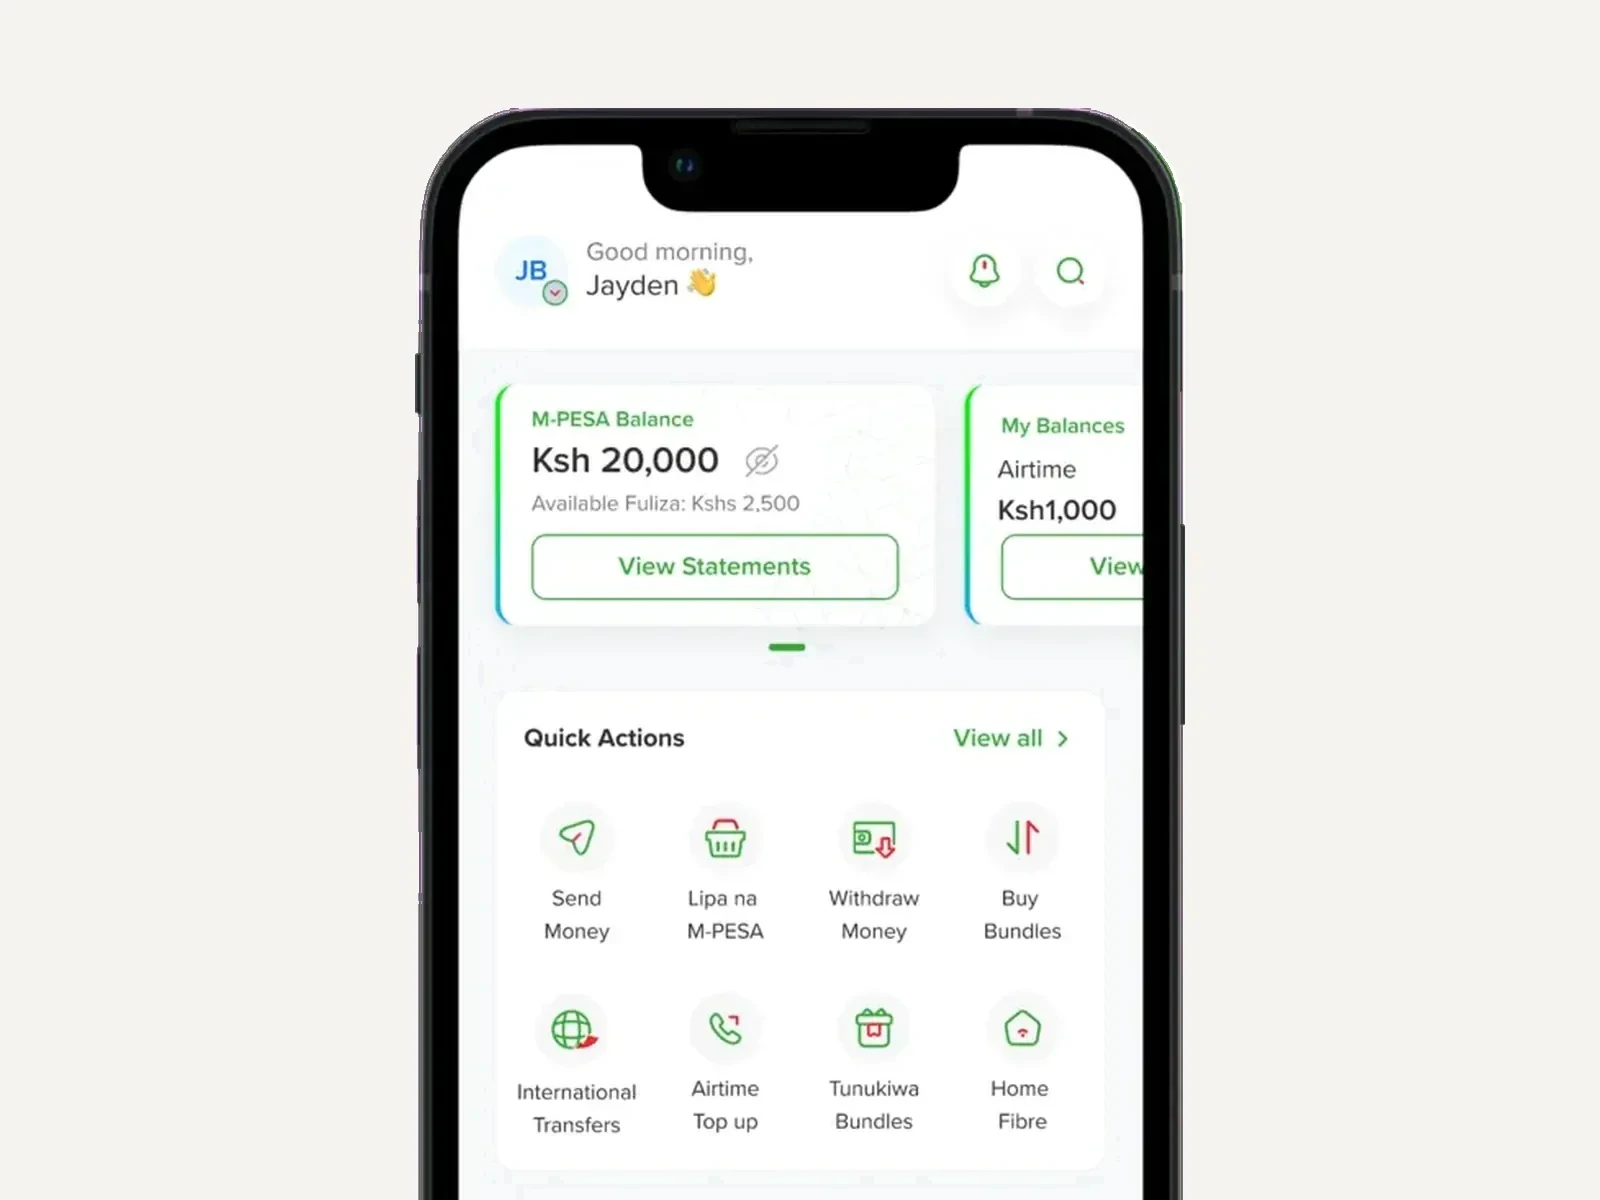 JB
Good morning,
Jayden 👋
M-PESA Balance
Ksh 20,000
Available Fuliza: Kshs 2,500
View Statements
My Balances
Airtime
Ksh1,000
View
Quick Actions
View all
Send
Money
Lipa na
M-PESA
Withdraw
Money
Buy
Bundles
International
Transfers
Airtime
Top up
Tunukiwa
Bundles
Home
Fibre